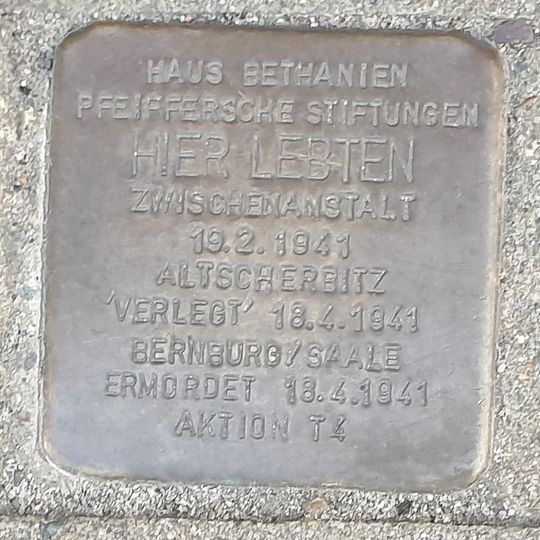 HAUS BETHANIEN
PFEIFFERSCHE STIFTUNGEN
HIER LEBTEN
ZWISCHENANSTALT
19.2.1941
ALTSCHERBITZ
'VERLEGT' 18.4.1941
BERNBURG/SAALE
ERMORDET 18.4.1941
AKTION T4